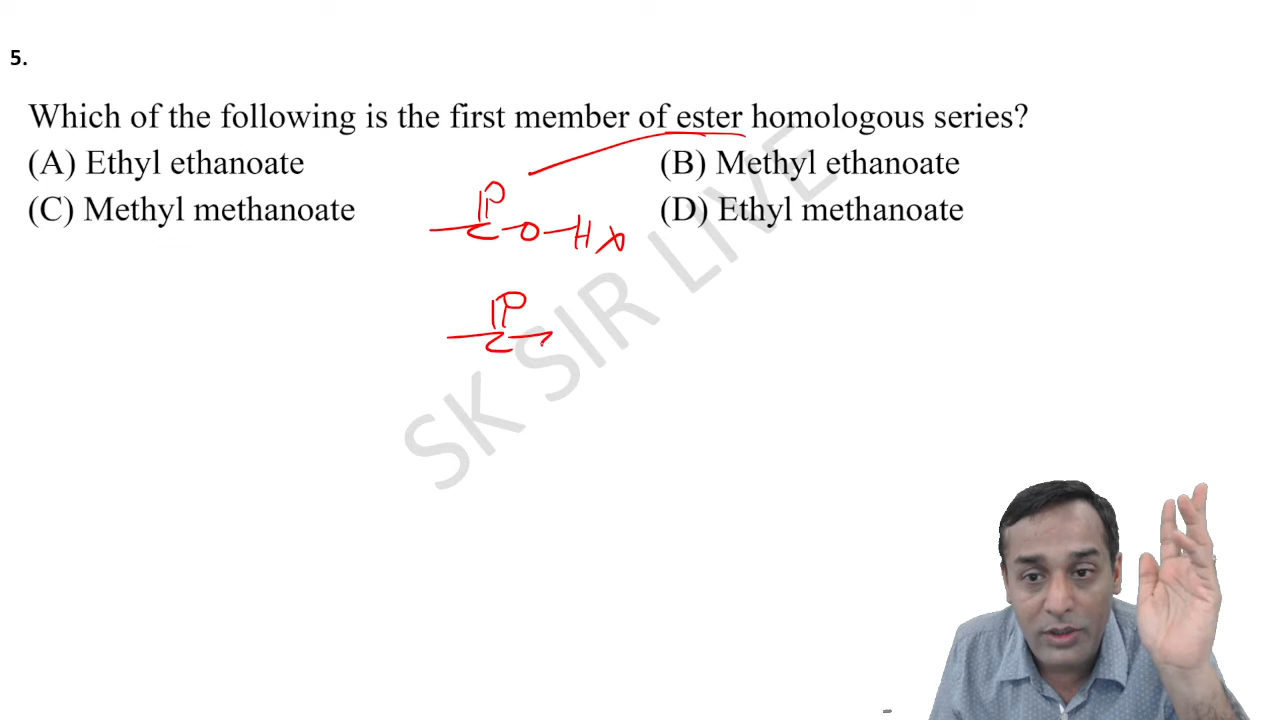 5.
Which of the following is the first member of ester homologous series?
(A) Ethyl ethanoate (B) Methyl ethanoate
(C) Methyl methanoate (D) Ethyl methanoate
C-O-H
C
SK SIR LIVE